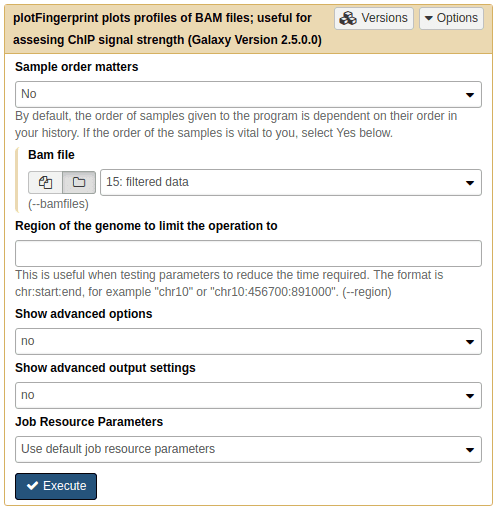 plotFingerprint plots profiles of BAM files; useful for
assesing ChIP signal strength (Galaxy Version 2.5.0.0)
Versions
Options
Sample order matters
No
By default, the order of samples given to the program is dependent on their order in
your history. If the order of the samples is vital to you, select Yes below.
Bam file
15: filtered data
(--bamfiles)
Region of the genome to limit the operation to
This is useful when testing parameters to reduce the time required. The format is
chr:start:end, for example "chr10" or "chr10:456700:891000". (--region)
Show advanced options
no
Show advanced output settings
no
Job Resource Parameters
Use default job resource parameters
Execute